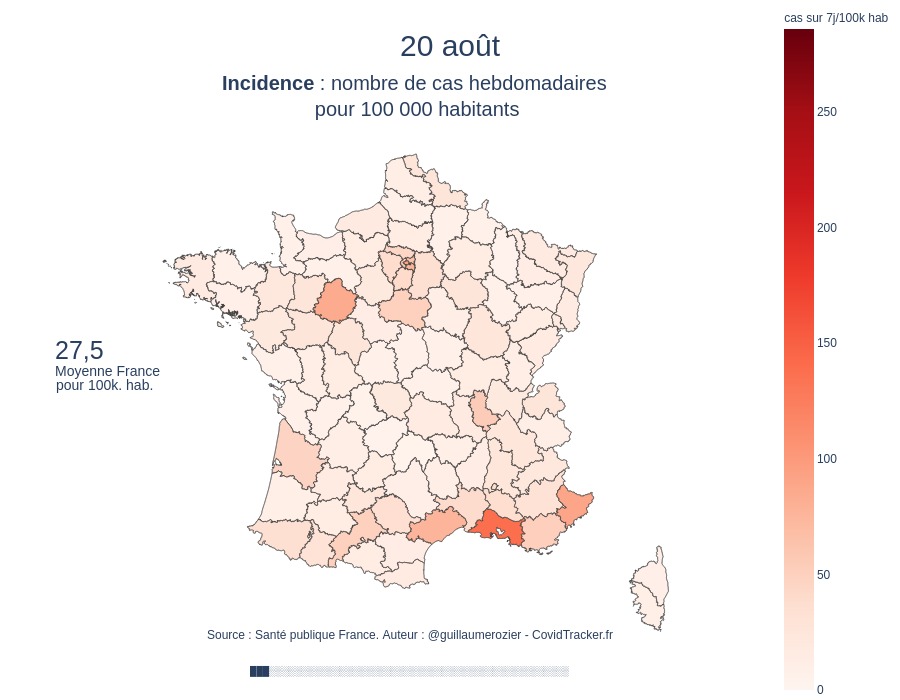 cas sur 7j/100k hab
20 août
Incidence : nombre de cas hebdomadaires
pour 100 000 habitants
250
200
150
100
50
0
27,5
Moyenne France
pour 100k. hab.
Source : Santé publique France. Auteur : @guillaumerozier - CovidTracker.fr